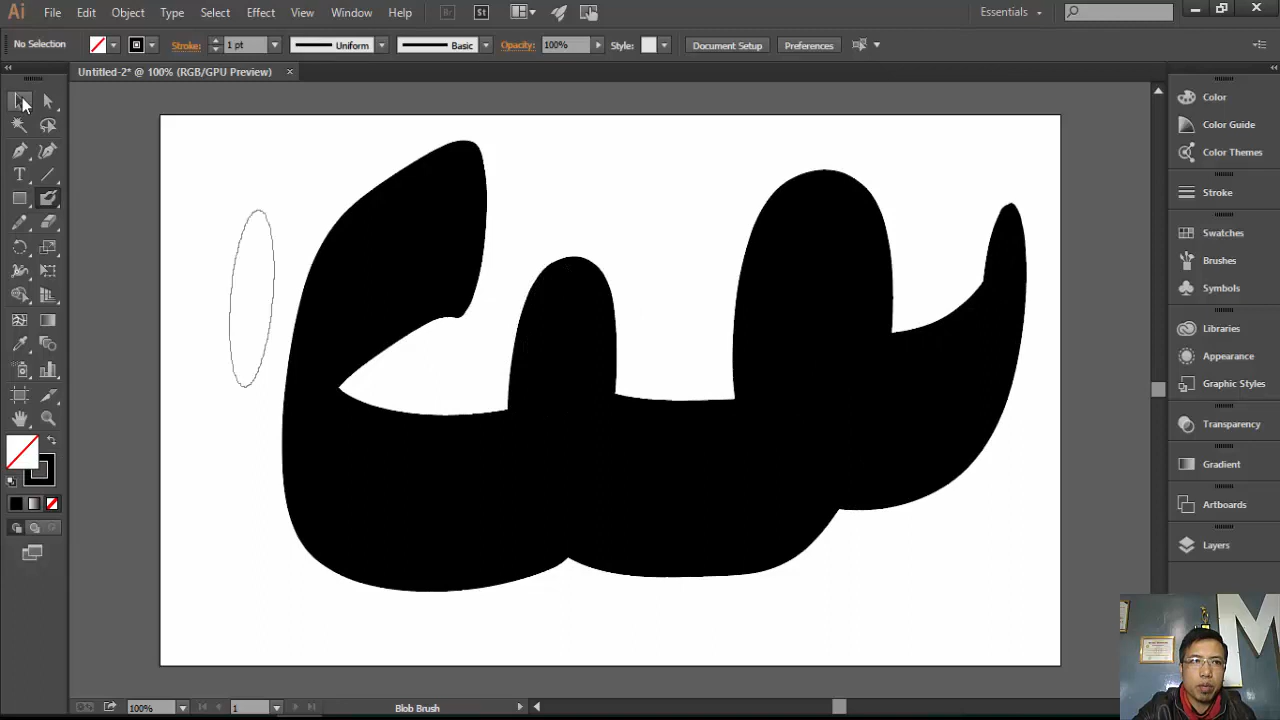 Ai File Edit Object Type Select Effect View Window Help Br St Essentials
No Selection Stroke: 1 pt Uniform Basic Opacity: 100% Style: Document Setup Preferences
Untitled-2* @ 100% (RGB/GPU Preview) ×
Color
Color Guide
Color Themes
Stroke
Swatches
Brushes
Symbols
Libraries
Appearance
Graphic Styles
Transparency
Gradient
Artboards
Layers
M
100% 1 Blob Brush